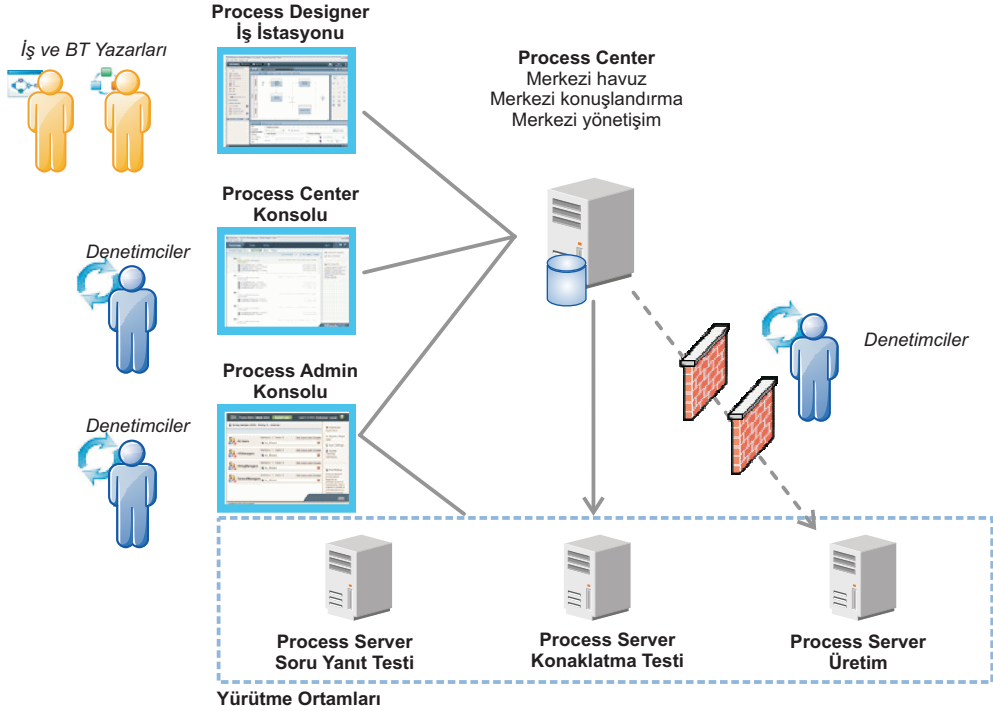 Process Designer
İş İstasyonu
İş ve BT Yazarları
Process Center
Merkezi havuz
Merkezi konuşlandırma
Merkezi yönetişim
Process Center
Konsolu
Denetimciler
Denetimciler
Process Admin
Konsolu
Denetimciler
Process Server
Soru Yanıt Testi
Process Server
Konaklatma Testi
Process Server
Üretim
Yürütme Ortamları